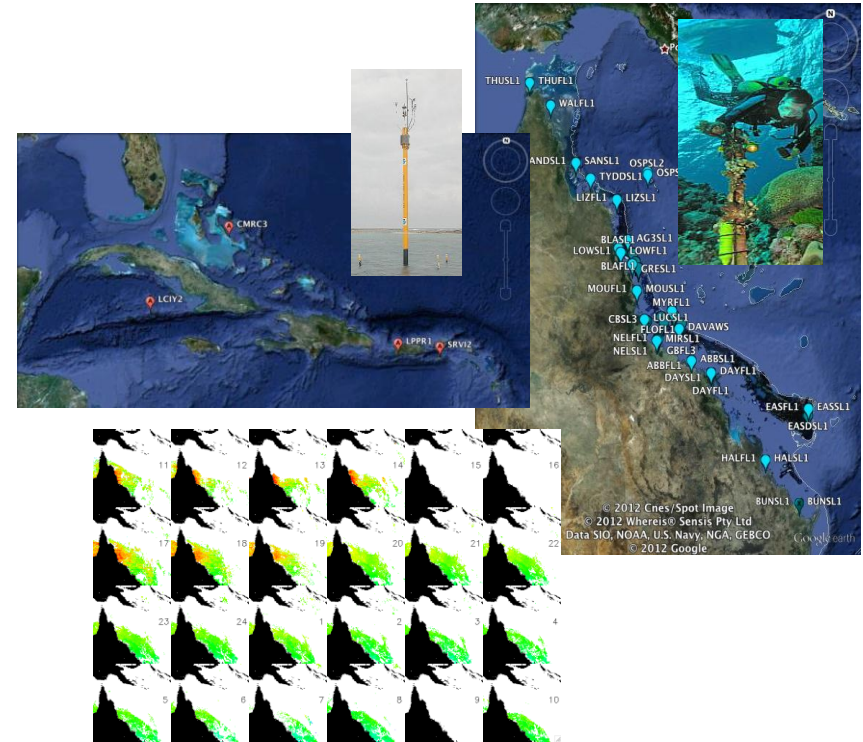 N
N
THUSL1 THUFL1
WALFL1
SANSL1
OSPSL2
TYDDSL1
LIZFL1 LIZSL1
CMRC3
BLASL1 AG3SL1
LOWSL1 LOWFL1
BLAFL1 GRESL1
MOUFL1 MOUSL1
LCIY2
MYRFL1
CBSL3 LUCSL1
FLOFL1 DAVAWS
NELFL1 MIRSL1
LPPR1 SRVI2
NELSL1 GBFL3
ABBFL1 ABBSL1
DAYSL1 DAYFL1
DAYFL1
EASFL1 EASSL1
EASDSL1
HALFL1 HALSL1
BUNSL1 BUNSL1
© 2012 Cnes/Spot Image
© 2012 Whereis® Sensis Pty Ltd
Data SIO, NOAA, U.S. Navy, NGA, GEBCO
© 2012 Google
Google earth
11 12 13 14 15 16
17 18 19 20 21 22
23 24 1 2 3 4
5 6 7 8 9 10